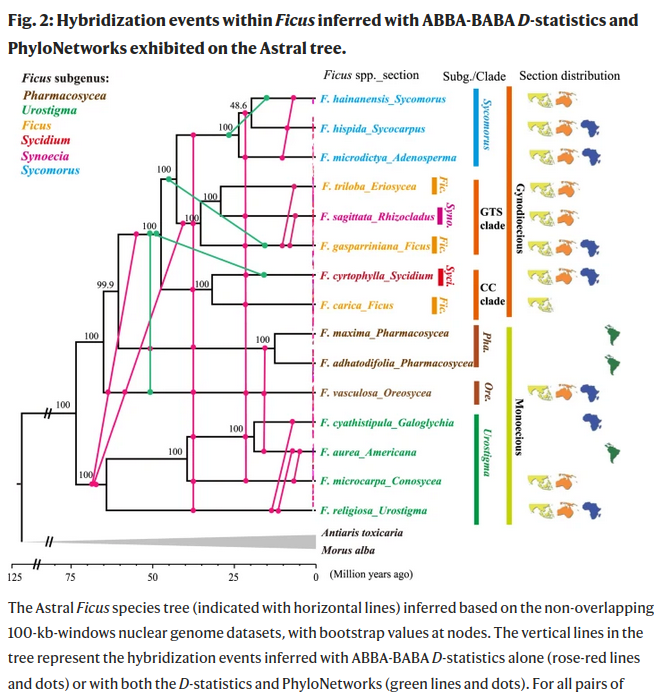 Fig. 2: Hybridization events within Ficus inferred with ABBA-BABA D-statistics and
PhyloNetworks exhibited on the Astral tree.
Ficus subgenus:
Pharmacosycea
Urostigma
Ficus
Sycidium
Synoecia
Sycomorus
Ficus spp._section
Subg./Clade
Section distribution
F. hainanensis_Sycomorus
F. hispida_Sycocarpus
F. microdictya_Adenosperma
F. triloba_Eriosycea
F. sagittata_Rhizocladus
F. gasparriniana_Ficus
F. cyrtophylla_Sycidium
F. carica_Ficus
F. maxima_Pharmacosycea
F. adhatodifolia_Pharmacosycea
F. vasculosa_Oreosycea
F. cyathistipula_Galoglychia
F. aurea_Americana
F. microcarpa_Conosycea
F. religiosa_Urostigma
Antiaris toxicaria
Morus alba
Sycomorus
Fic.
Syno.
Fic.
GTS
clade
Syci.
Fic.
CC
clade
Pha.
Ore.
Urostigma
Gynodioecious
Monoecious
48.6
100
100
100
100
100
100
99.9
100
100
100
100
100
100
125
75
50
25
0
(Million years ago)
The Astral Ficus species tree (indicated with horizontal lines) inferred based on the non-overlapping
100-kb-windows nuclear genome datasets, with bootstrap values at nodes. The vertical lines in the
tree represent the hybridization events inferred with ABBA-BABA D-statistics alone (rose-red lines
and dots) or with both the D-statistics and PhyloNetworks (green lines and dots). For all pairs of